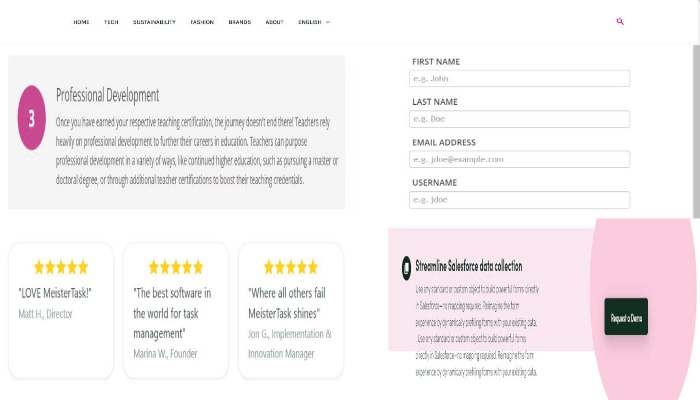 HOME TECH SUSTAINABILITY FASHION BRANDS ABOUT ENGLISH
3
Professional Development
Once you have earned your respective teaching certification, the journey doesn't end there! Teachers rely
heavily on professional development to further their careers in education. Teachers can purpose
professional development in a variety of ways, like continued higher education, such as pursuing a master or
doctoral degree, or through additional teacher certifications to boost their teaching credentials.
FIRST NAME
e.g. John
LAST NAME
e.g. Doe
EMAIL ADDRESS
e.g. jdoe@example.com
USERNAME
e.g. jdoe
"LOVE MeisterTask!"
Matt H., Director
"The best software in
the world for task
management"
Marina W., Founder
"Where all others fail
MeisterTask shines"
Jon G., Implementation &
Innovation Manager
Streamline Salesforce data collection
Use any standard or custom object to build powerful forms directly
in Salesforce—no mapping required. Reimagine the form
experience by dynamically prefilling forms with your existing data.
. Use any standard or custom object to build powerful forms
directly in Salesforce—no mapping required. Reimagine the form
experience by dynamically prefilling forms with your existing data.
Request a Demo